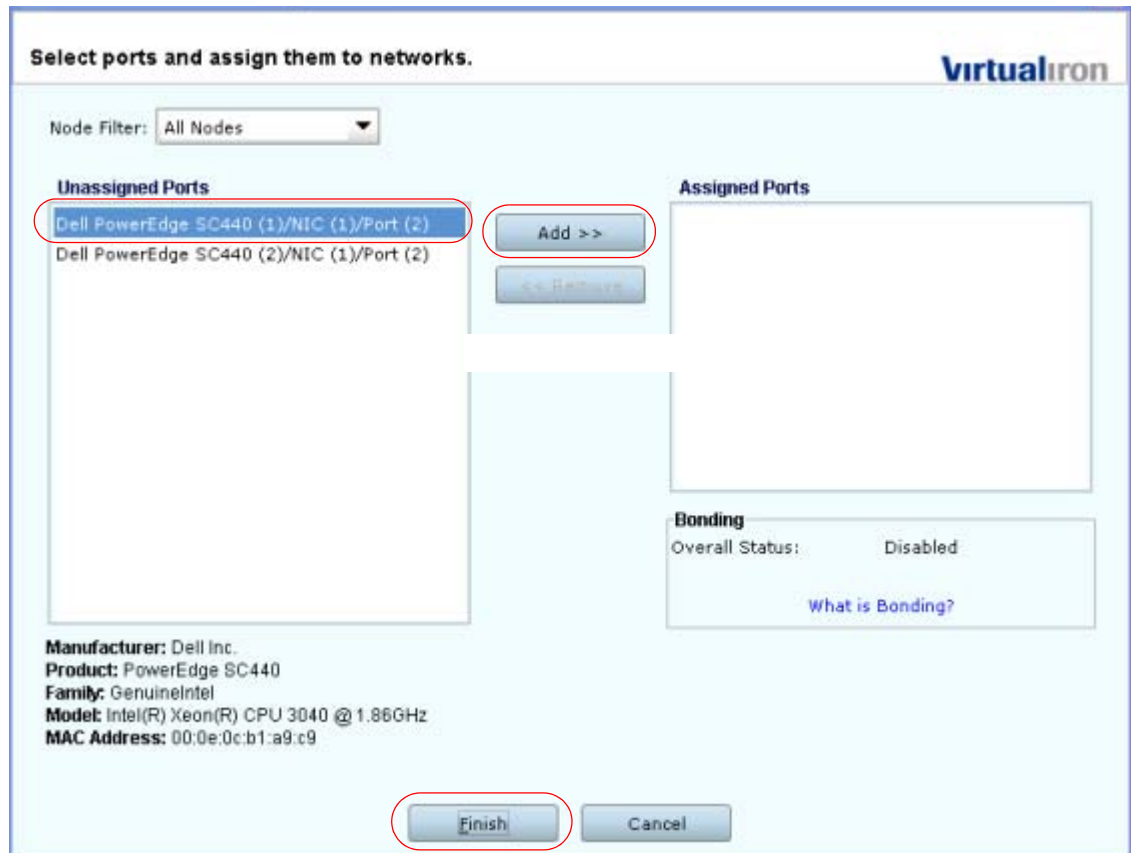 Select ports and assign them to networks.
Virtualiron
Node Filter: All Nodes
Unassigned Ports
Dell PowerEdge SC440 (1)/NIC (1)/Port (2)
Dell PowerEdge SC440 (2)/NIC (1)/Port (2)
Add >>
<< Remove
Assigned Ports
Bonding
Overall Status: Disabled
What is Bonding?
Manufacturer: Dell Inc.
Product: PowerEdge SC440
Family: GenuineIntel
Model: Intel(R) Xeon(R) CPU 3040 @ 1.86GHz
MAC Address: 00:0e:0c:b1:a9:c9
Finish
Cancel